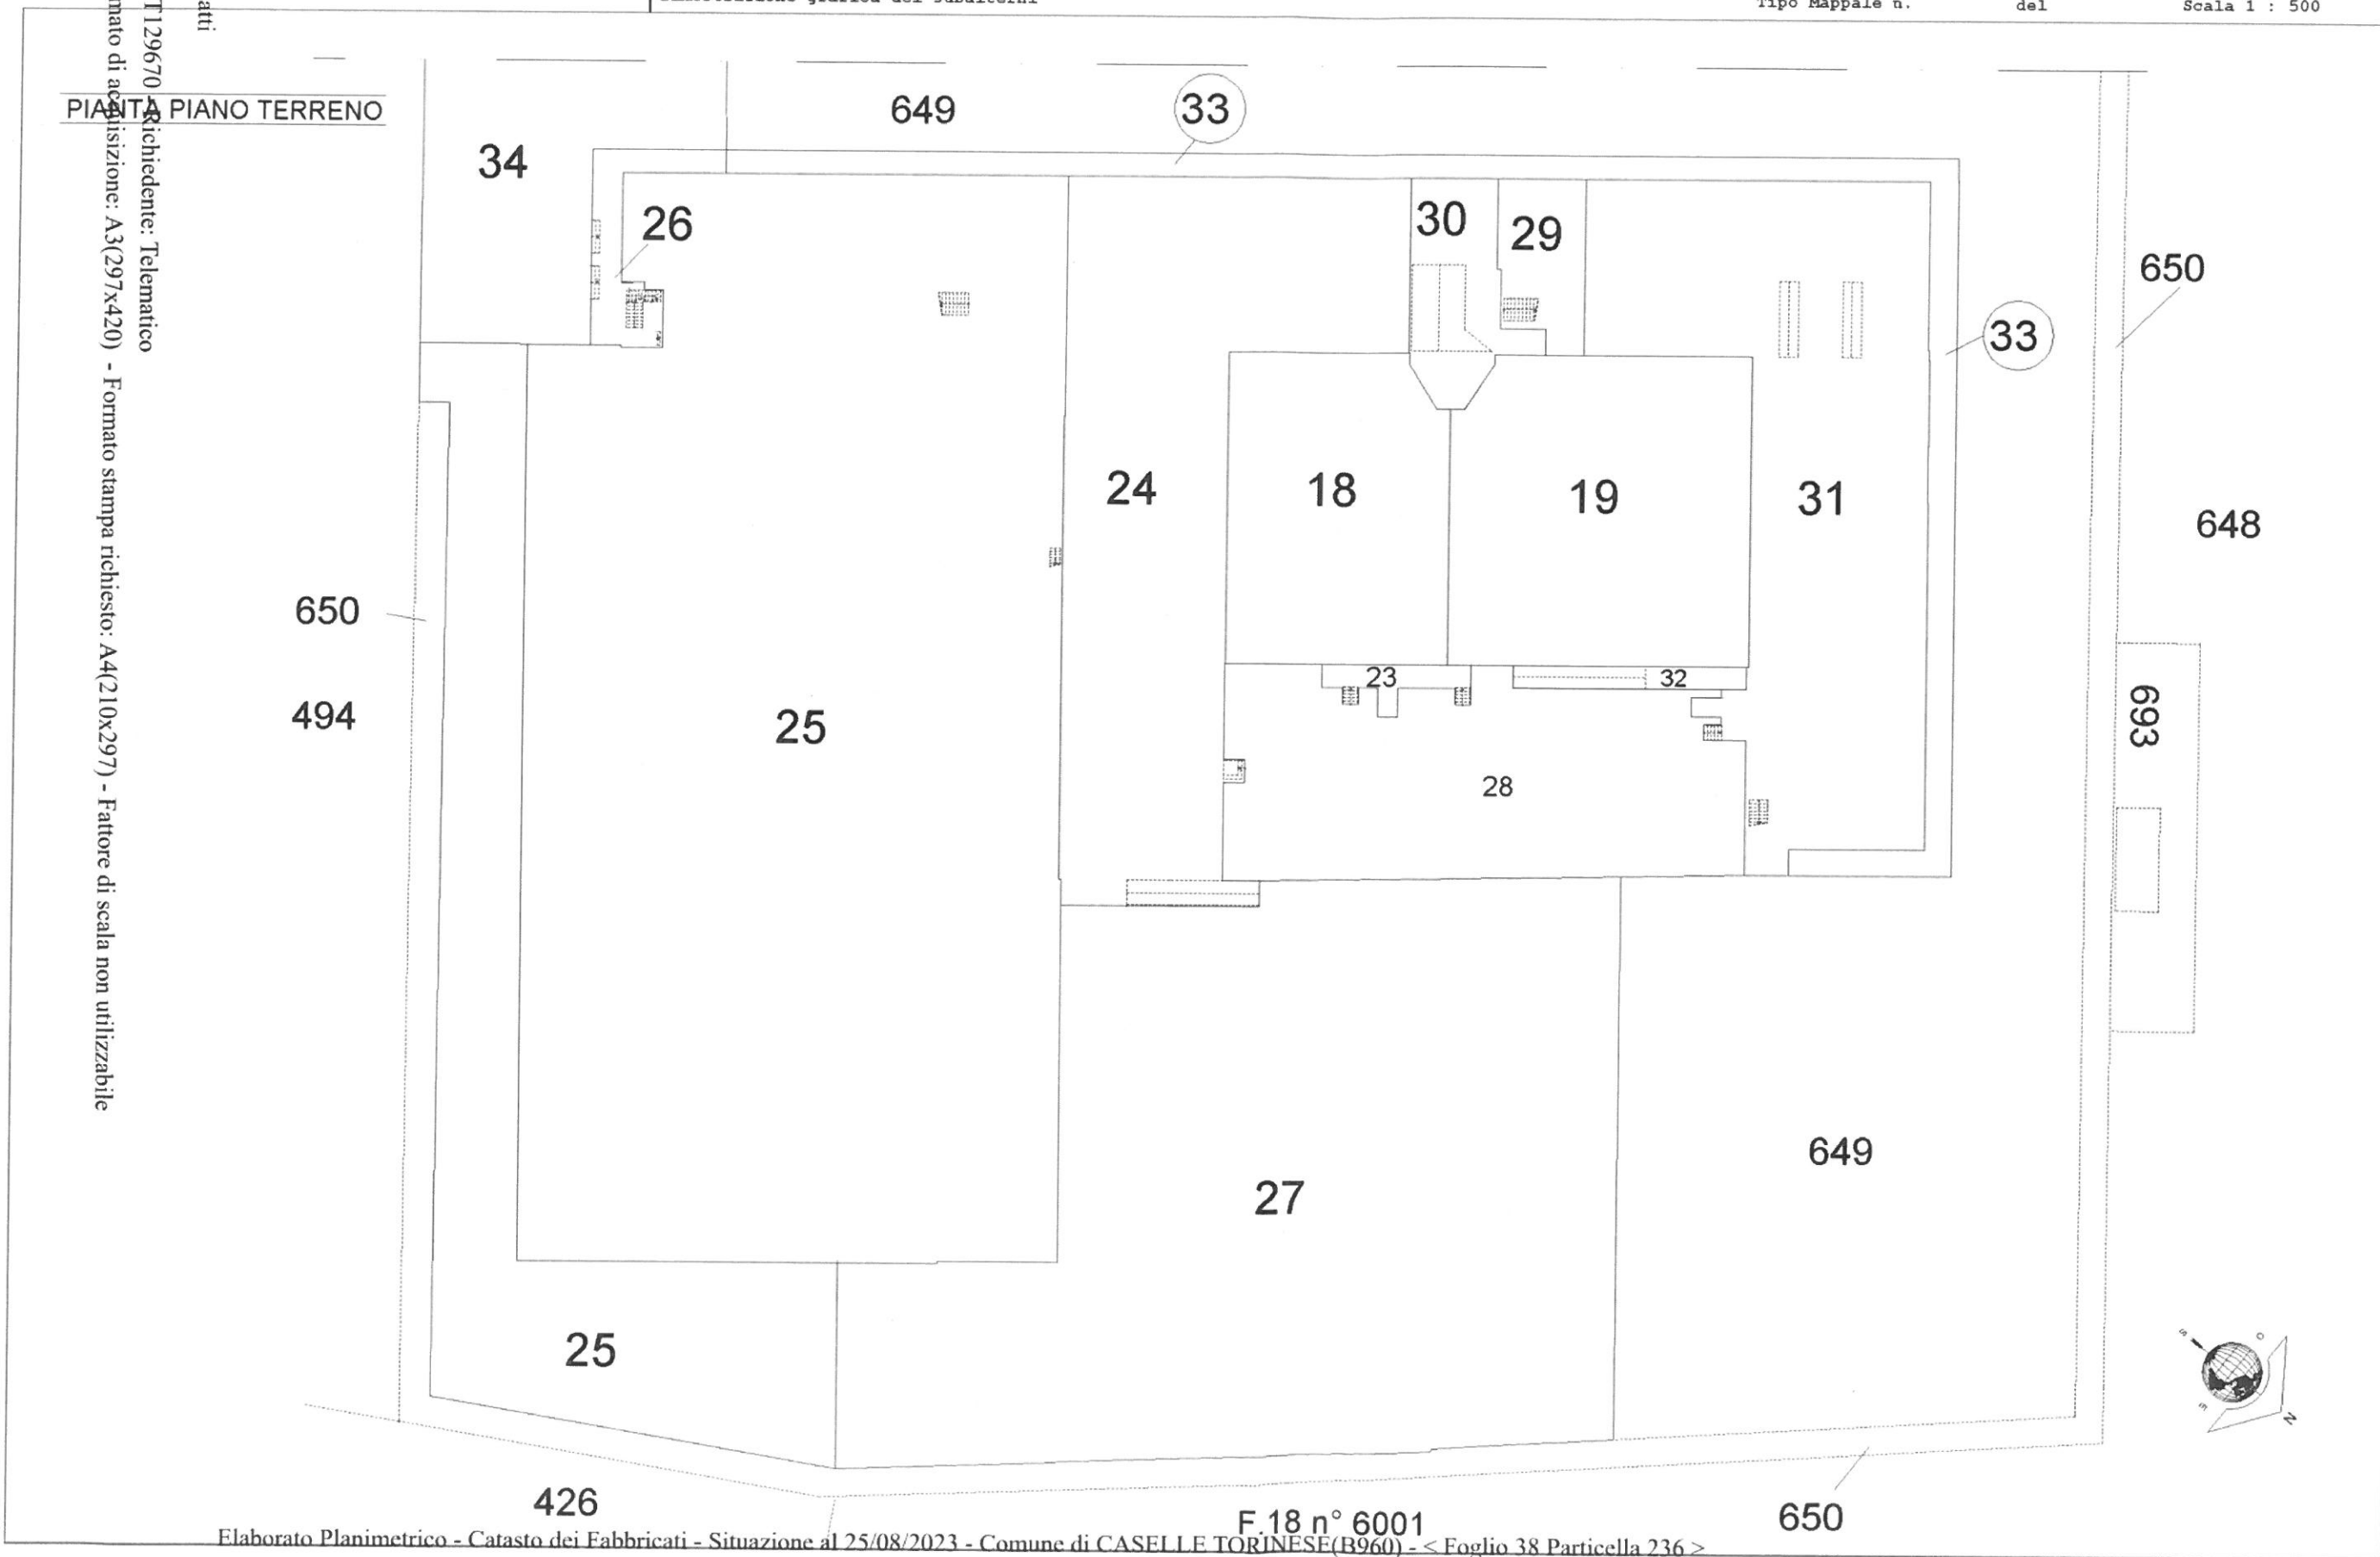 Tipo Mappale n. del Scala 1 : 500
atti
T129670 - Richiedente: Telematico
mato di acquisizione: A3(297x420) - Formato stampa richiesto: A4(210x297) - Fattore di scala non utilizzabile
PIANTA PIANO TERRENO
649
33
34
26
30
29
650
33
24
18
19
31
648
650
494
25
23
32
693
28
649
27
25
S
O
E
N
426
F.18 n° 6001
650
Elaborato Planimetrico - Catasto dei Fabbricati - Situazione al 25/08/2023 - Comune di CASELLE TORINESE(B960) - < Foglio 38 Particella 236 >